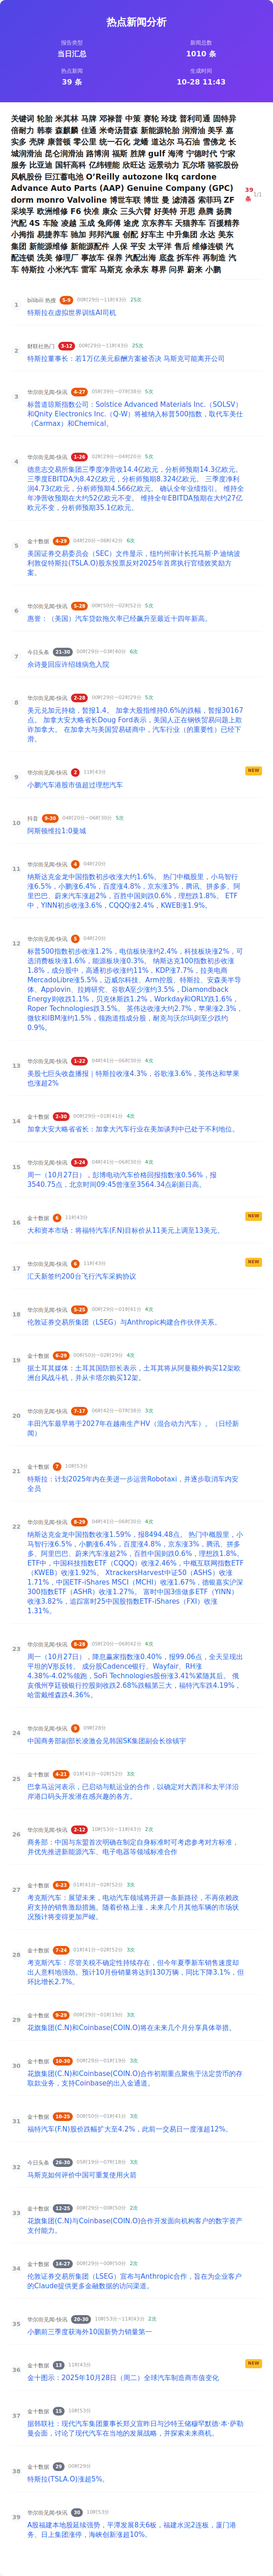 热点新闻分析
报告类型
当日汇总
新闻总数
1010 条
热点新闻
39 条
生成时间
10-28 11:43
关键词 轮胎 米其林 马牌 邓禄普 中策 赛轮 玲珑 普利司通 固特异
倍耐力 韩泰 森麒麟 佳通 米奇汤普森 新能源轮胎 润滑油 美孚 嘉
实多 壳牌 康普顿 零公里 统一石化 龙蟠 道达尔 马石油 雪佛龙 长
城润滑油 昆仑润滑油 路博润 福斯 胜牌 gulf 海湾 宁德时代 宁家
服务 比亚迪 国轩高科 亿纬锂能 欣旺达 远景动力 瓦尔塔 骆驼股份
风帆股份 巨江蓄电池 O’Reilly autozone lkq cardone
Advance Auto Parts (AAP) Genuine Company (GPC)
dorm monro Valvoline 博世车联 博世 曼 滤清器 索菲玛 ZF
采埃孚 欧洲维修 F6 快准 康众 三头六臂 好美特 开思 鼎腾 扬腾
汽配 4S 车险 凌越 玉成 兔师傅 途虎 京东养车 天猫养车 百援精养
小拇指 易捷养车 驰加 邦邦汽服 创配 好车主 中升集团 永达 美东
集团 新能源维修 新能源配件 人保 平安 太平洋 售后 维修连锁 汽
配连锁 洗美 修理厂 事故车 保养 汽配出海 底盘 拆车件 再制造 汽
车 特斯拉 小米汽车 雷军 马斯克 余承东 尊界 问界 蔚来 小鹏
39
条
1/1
1
bilibili 热搜 5-9 00时29分~11时43分 25次
特斯拉在虚拟世界训练AI司机
2
财联社热门 3-12 00时29分~11时43分 25次
特斯拉董事长：若1万亿美元薪酬方案被否决 马斯克可能离开公司
3
华尔街见闻-快讯 6-27 05时39分~07时38分 5次
标普道琼斯指数公司：Solstice Advanced Materials Inc.（SOLSV）
和Qnity Electronics Inc.（Q-W）将被纳入标普500指数，取代车美仕
（Carmax）和Chemical。
4
华尔街见闻-快讯 1-26 02时29分~04时20分 5次
德意志交易所集团三季度净营收14.4亿欧元，分析师预期14.3亿欧元。
三季度EBITDA为8.42亿欧元，分析师预期8.324亿欧元。 三季度净利
润4.73亿欧元，分析师预期4.566亿欧元。 确认全年业绩指引。 维持全
年净营收预期在大约52亿欧元不变。 维持全年EBITDA预期在大约27亿
欧元不变，分析师预期35.1亿欧元。
5
金十数据 4-29 04时20分~06时42分 6次
美国证券交易委员会（SEC）文件显示，纽约州审计长托马斯·P·迪纳波
利敦促特斯拉(TSLA.O)股东投票反对2025年首席执行官绩效奖励方
案。
6
华尔街见闻-快讯 5-28 00时50分~02时52分 5次
惠誉：（美国）汽车贷款拖欠率已经飙升至最近十四年新高。
7
今日头条 21-30 00时29分~03时40分 6次
佘诗曼回应许绍雄病危入院
8
华尔街见闻-快讯 2-28 00时29分~02时29分 5次
美元兑加元持稳，暂报1.4。 加拿大股指维持0.6%的跌幅，暂报30167
点。 加拿大安大略省长Doug Ford表示，美国人正在钢铁贸易问题上欺
诈加拿大。 在加拿大与美国贸易磋商中，汽车行业（的重要性）已经下
滑。
9
华尔街见闻-快讯 2 11时43分
NEW
小鹏汽车港股市值超过理想汽车
10
抖音 9-30 04时20分~06时30分 5次
阿斯顿维拉1:0曼城
11
华尔街见闻-快讯 4 04时20分
纳斯达克金龙中国指数初步收涨大约1.6%。 热门中概股里，小马智行
涨6.5%，小鹏涨6.4%，百度涨4.8%，京东涨3%，腾讯、拼多多、阿
里巴巴、蔚来汽车涨超2%，百胜中国则跌0.6%，理想跌1.8%。 ETF
中，YINN初步收涨3.6%，CQQQ涨2.4%，KWEB涨1.9%。
12
华尔街见闻-快讯 5 04时20分
标普500指数初步收涨1.2%，电信板块涨约2.4%，科技板块涨2%，可
选消费板块涨1.6%，能源板块涨0.3%。 纳斯达克100指数初步收涨
1.8%，成分股中，高通初步收涨约11%，KDP涨7.7%，拉美电商
MercadoLibre涨5.5%，迈威尔科技、Arm控股、特斯拉、安森美半导
体、Applovin、拉姆研究、谷歌A至少涨约3.5%，Diamondback
Energy则收跌1.1%，贝克休斯跌1.2%，Workday和ORLY跌1.6%，
Roper Technologies跌3.5%。 英伟达收涨大约2.7%，苹果涨2.3%，
微软和IBM涨约1.5%，领跑道指成分股，耐克与沃尔玛则至少跌约
0.9%。
13
华尔街见闻-快讯 1-22 04时41分~06时30分 4次
美股七巨头收盘播报｜特斯拉收涨4.3%，谷歌涨3.6%，英伟达和苹果
也涨超2%
14
金十数据 2-30 00时29分~01时41分 4次
加拿大安大略省省长：加拿大汽车行业在美加谈判中已处于不利地位。
15
华尔街见闻-快讯 3-24 04时41分~06时30分 4次
周一（10月27日），彭博电动汽车价格回报指数涨0.56%，报
3540.75点，北京时间09:45曾涨至3564.34点刷新日高。
16
金十数据 6 11时43分
NEW
大和资本市场：将福特汽车(F.N)目标价从11美元上调至13美元。
17
华尔街见闻-快讯 6 11时43分
NEW
汇天新签约200台飞行汽车采购协议
18
华尔街见闻-快讯 5-25 00时29分~01时41分 4次
伦敦证券交易所集团（LSEG）与Anthropic构建合作伙伴关系。
19
金十数据 6-29 00时50分~02时29分 4次
据土耳其媒体：土耳其国防部长表示，土耳其将从阿曼额外购买12架欧
洲台风战斗机，并从卡塔尔购买12架。
20
华尔街见闻-快讯 7-17 06时42分~07时38分 3次
丰田汽车最早将于2027年在越南生产HV（混合动力汽车）。（日经新
闻）
21
金十数据 7 10时53分
特斯拉：计划2025年内在美进一步运营Robotaxi，并逐步取消车内安
全员
22
华尔街见闻-快讯 8-29 04时41分~06时30分 4次
纳斯达克金龙中国指数收涨1.59%，报8494.48点。 热门中概股里，小
马智行涨6.5%，小鹏涨6.4%，百度涨4.8%，京东涨3%，腾讯、拼多
多、阿里巴巴、蔚来汽车涨超2%，百胜中国则跌0.6%，理想跌1.8%。
ETF中，中国科技指数ETF（CQQQ）收涨2.46%，中概互联网指数ETF
（KWEB）收涨1.92%。 XtrackersHarvest中证50（ASHS）收涨
1.71%，中国ETF-iShares MSCI（MCHI）收涨1.67%，德银嘉实沪深
300指数ETF（ASHR）收涨1.27%。 富时中国3倍做多ETF（YINN）
收涨3.82%，追踪富时25中国股指数ETF-iShares（FXI）收涨
1.31%。
23
华尔街见闻-快讯 8-28 05时20分~06时42分 4次
周一（10月27日），降息赢家指数涨0.40%，报99.06点，全天呈现出
平坦的V形反转。 成分股Cadence银行、Wayfair、RH涨
4.38%-4.02%领跑，SoFi Technologies股份涨3.41%紧随其后。 俄
亥俄州亨廷顿银行控股则收跌2.68%跌幅第三大，福特汽车跌4.19%，
哈雷戴维森跌4.36%。
24
华尔街见闻-快讯 9 09时28分
中国商务部副部长凌激会见韩国SK集团副会长徐镇宇
25
金十数据 4-21 01时41分~02时52分 3次
巴拿马运河表示，已启动与航运业的合作，以确定对大西洋和太平洋沿
岸港口码头开发潜在感兴趣的各方。
26
华尔街见闻-快讯 2-12 10时53分~11时43分 2次
商务部：中国与东盟首次明确在制定自身标准时可考虑参考对方标准，
并优先推进新能源汽车、电子电器等领域标准合作
27
金十数据 6-23 01时41分~02时52分 3次
考克斯汽车：展望未来，电动汽车领域将开辟一条新路径，不再依赖政
府支持的销售激励措施。随着价格上涨，未来几个月其他车辆的市场状
况预计将变得更加严峻。
28
金十数据 7-24 01时41分~02时52分 3次
考克斯汽车：尽管关税不确定性持续存在，但今年夏季新车销售速度却
出人意料地强劲。预计10月份销量将达到130万辆，同比下降3.1%，但
环比增长2.7%。
29
金十数据 9-29 00时29分~01时19分 3次
花旗集团(C.N)和Coinbase(COIN.O)将在未来几个月分享具体举措。
30
金十数据 10-30 00时29分~01时19分 3次
花旗集团(C.N)和Coinbase(COIN.O)合作初期重点聚焦于法定货币的存
取款业务，支持Coinbase的出入金通道。
31
金十数据 10-25 00时50分~01时41分 3次
福特汽车(F.N)股价跌幅扩大至4.2%，此前一交易日一度涨超12%。
32
今日头条 26-30 05时19分~07时18分 3次
马斯克如何评价中国可重复使用火箭
33
金十数据 12-25 00时29分~00时50分 2次
花旗集团(C.N)与Coinbase(COIN.O)合作开发面向机构客户的数字资产
支付能力。
34
金十数据 14-27 00时29分~00时50分 2次
伦敦证券交易所集团（LSEG）宣布与Anthropic合作，旨在为企业客户
的Claude提供更多金融数据的访问渠道。
35
华尔街见闻-快讯 20-30 10时53分~11时43分 2次
小鹏前三季度获海外10国新势力销量第一
36
金十数据 13 11时43分
NEW
金十图示：2025年10月28日（周二）全球汽车制造商市值变化
37
金十数据 15 10时53分
据韩联社：现代汽车集团董事长郑义宣昨日与沙特王储穆罕默德·本·萨勒
曼会面，讨论了现代汽车在当地的发展战略，并探索未来商机。
38
金十数据 29 00时29分
特斯拉(TSLA.O)涨超5%。
39
华尔街见闻-快讯 30 10时53分
A股福建本地股延续强势，平潭发展8天6板，福建水泥2连板，厦门港
务、日上集团涨停，海峡创新涨超10%。